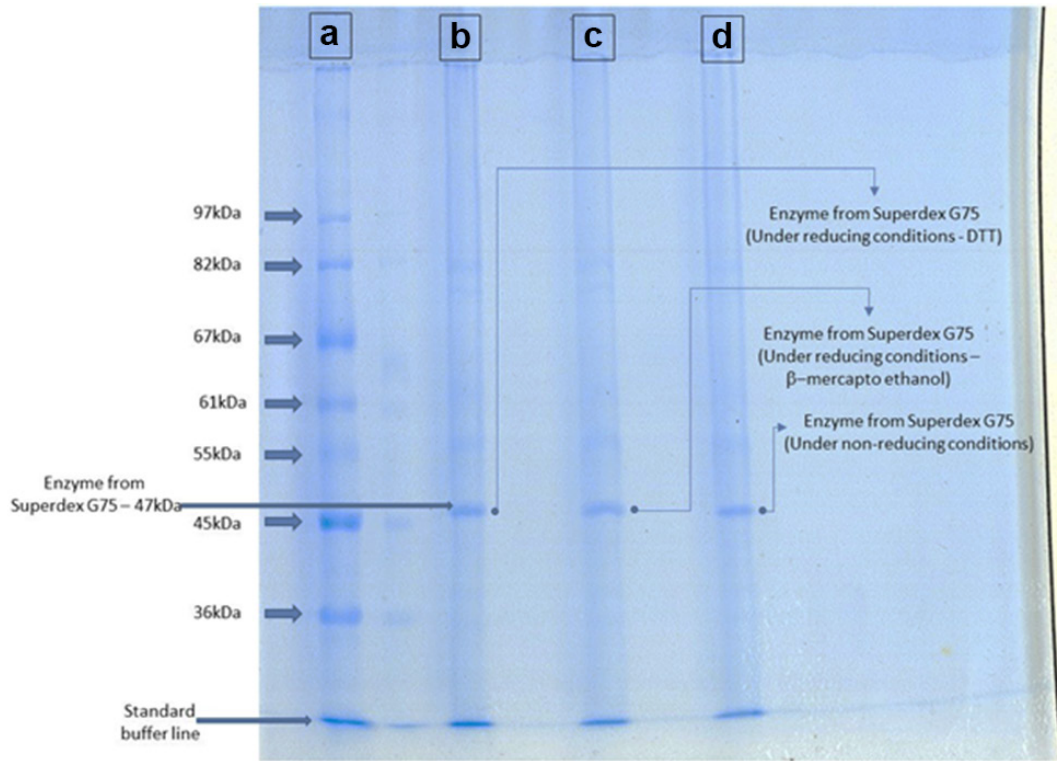 a
b
c
d
97kDa
Enzyme from Superdex G75
(Under reducing conditions - DTT)
82kDa
67kDa
Enzyme from Superdex G75
(Under reducing conditions –
β–mercapto ethanol)
61kDa
Enzyme from Superdex G75
(Under non-reducing conditions)
55kDa
Enzyme from
Superdex G75 – 47kDa
45kDa
36kDa
Standard
buffer line